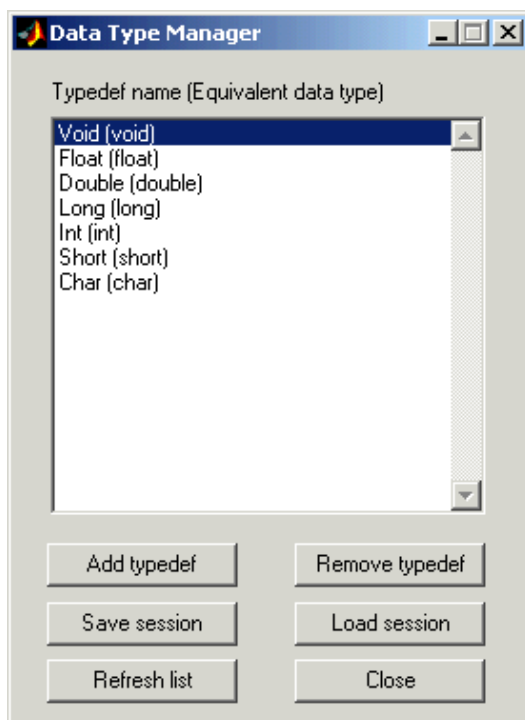 Data Type Manager
Typedef name (Equivalent data type)
Void (void)
Float (float)
Double (double)
Long (long)
Int (int)
Short (short)
Char (char)
Add typedef
Remove typedef
Save session
Load session
Refresh list
Close